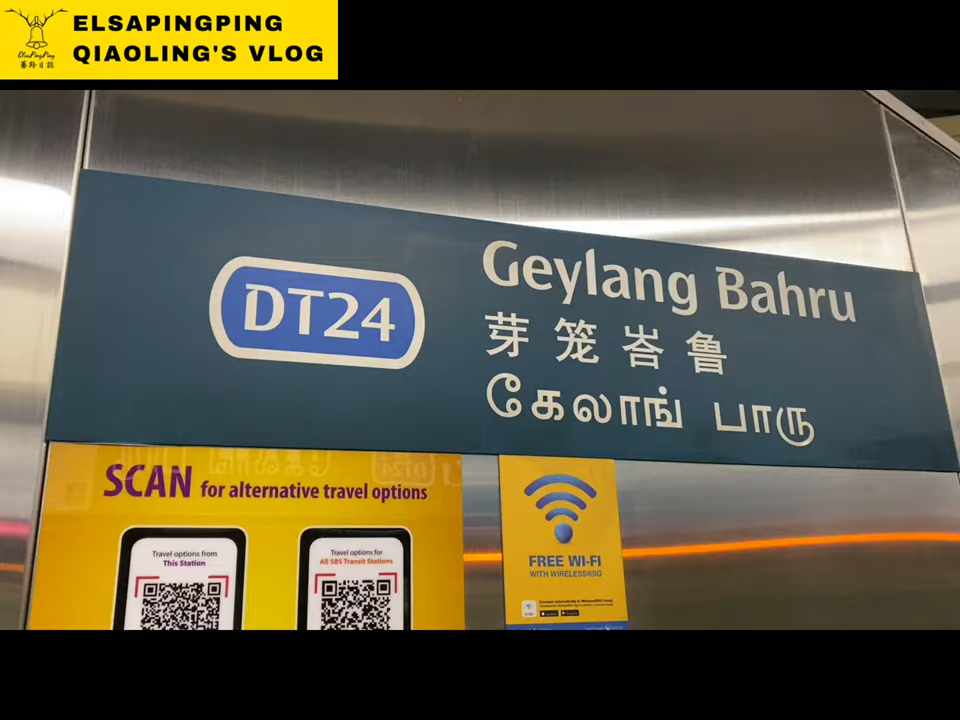 ELSAPINGPING
QIAOLING'S VLOG
ElsaPingPing
DT24
Geylang Bahru
芽笼峇鲁
கேலாங் பாரு
SCAN for alternative travel options
Travel options from
This Station
Travel options for
All SBS Transit Stations
FREE WI-FI
WITH WIRELESS@SG